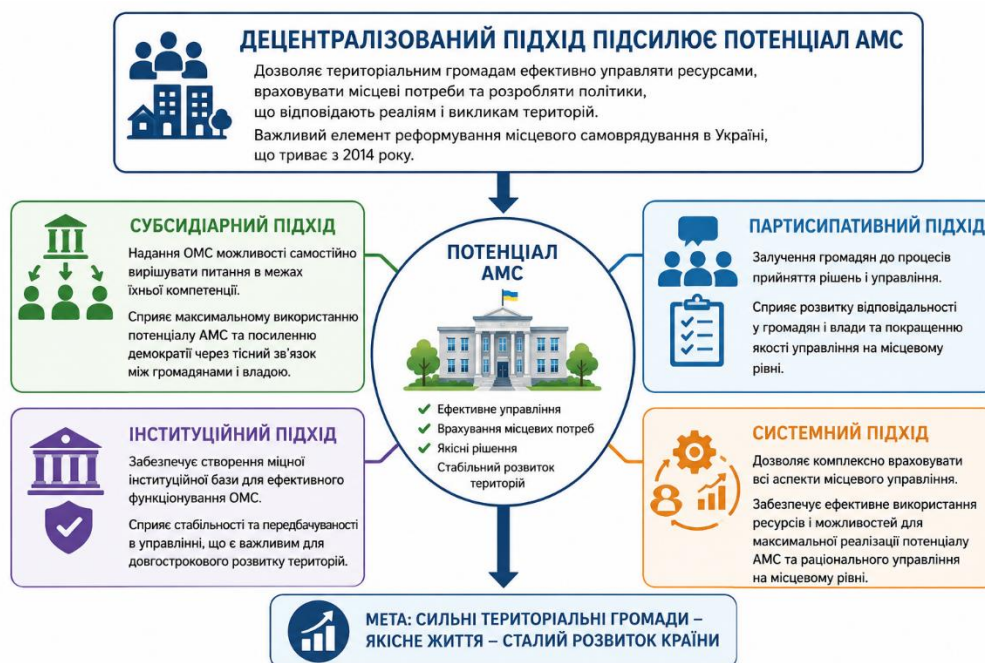 ДЕЦЕНТРАЛІЗОВАНИЙ ПІДХІД ПІДСИЛЮЄ ПОТЕНЦІАЛ АМС
Дозволяє територіальним громадам ефективно управляти ресурсами,
враховувати місцеві потреби та розробляти політики,
що відповідають реаліям і викликам територій.
Важливий елемент реформування місцевого самоврядування в Україні,
що триває з 2014 року.
СУБСИДІАРНИЙ ПІДХІД
Надання ОМС можливості самостійно
вирішувати питання в межах
їхньої компетенції.
Сприяє максимальному використанню
потенціалу АМС та посиленню
демократії через тісний зв'язок
між громадянами і владою.
ПОТЕНЦІАЛ
АМС
Ефективне управління
Врахування місцевих потреб
Якісні рішення
Стабільний розвиток
територій
ПАРТИСИПАТИВНИЙ ПІДХІД
Залучення громадян до процесів
прийняття рішень і управління.
Сприяє розвитку відповідальності
у громадян і влади та покращенню
якості управління на місцевому
рівні.
ІНСТИТУЦІЙНИЙ ПІДХІД
Забезпечує створення міцної
інституційної бази для ефективного
функціонування ОМС.
Сприяє стабільності та передбачуваності
в управлінні, що є важливим для
довгострокового розвитку територій.
СИСТЕМНИЙ ПІДХІД
Дозволяє комплексно враховувати
всі аспекти місцевого управління.
Забезпечує ефективне використання
ресурсів і можливостей для
максимальної реалізації потенціалу
АМС та раціонального управління
на місцевому рівні.
МЕТА: СИЛЬНІ ТЕРИТОРІАЛЬНІ ГРОМАДИ –
ЯКІСНЕ ЖИТТЯ – СТАЛИЙ РОЗВИТОК КРАЇНИ